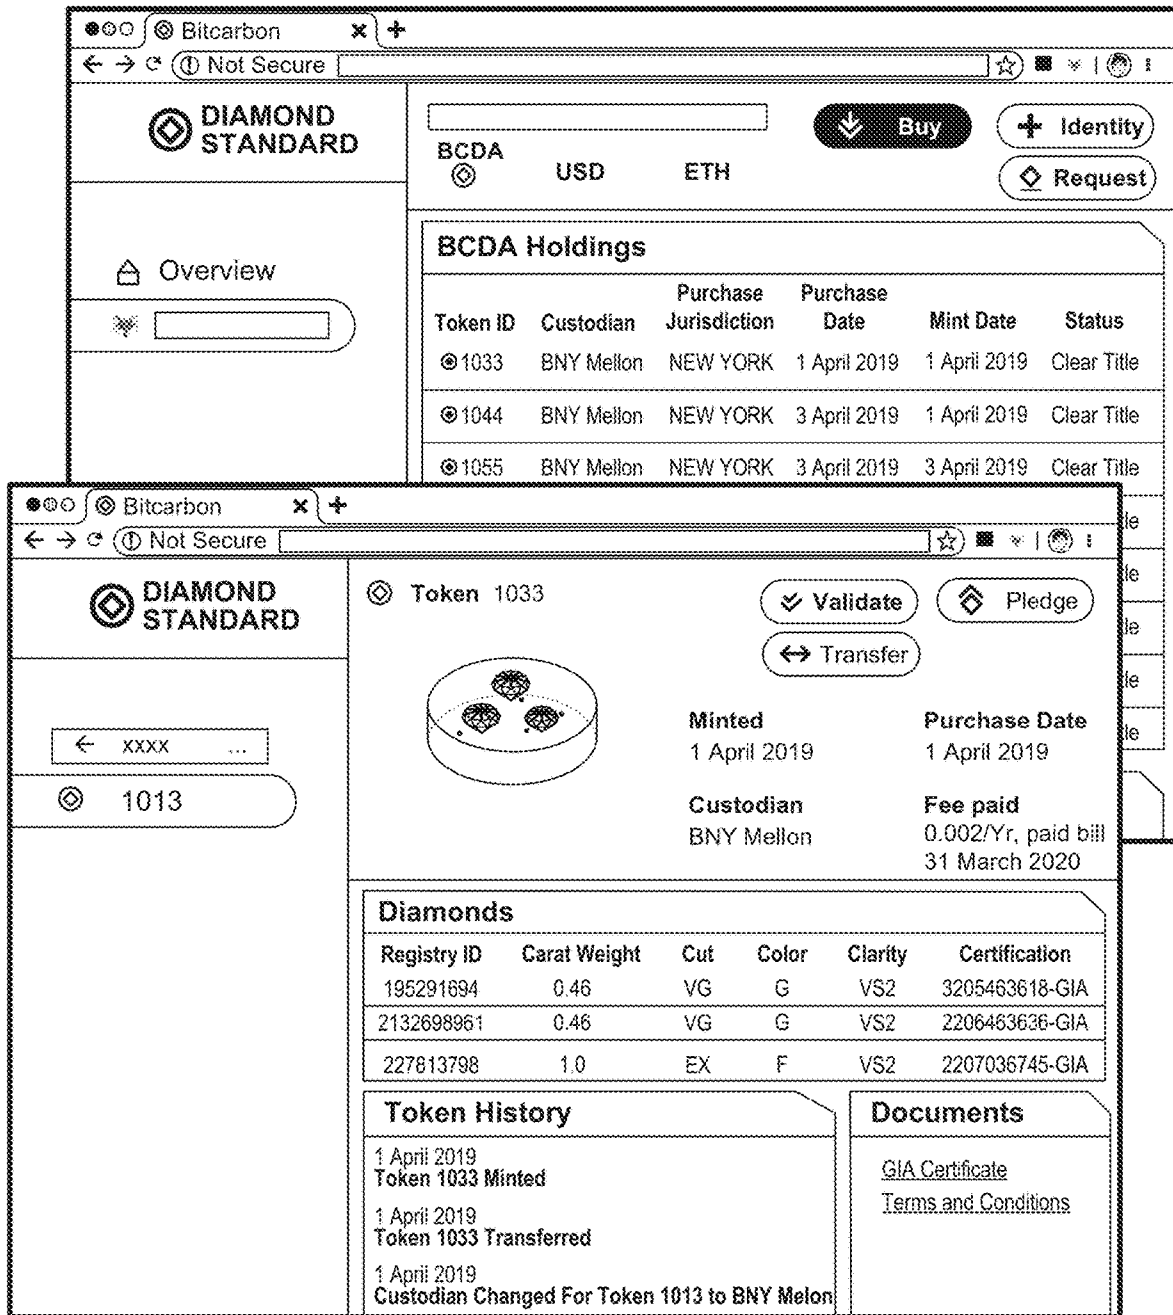 Bitcarbon
Not Secure
DIAMOND
STANDARD
BCDA
USD
ETH
Buy
Identity
Request
Overview
BCDA Holdings
Token ID Custodian Purchase Jurisdiction Purchase Date Mint Date Status
1033 BNY Mellon NEW YORK 1 April 2019 1 April 2019 Clear Title
1044 BNY Mellon NEW YORK 3 April 2019 1 April 2019 Clear Title
1055 BNY Mellon NEW YORK 3 April 2019 3 April 2019 Clear Title
le
le
le
le
le
Bitcarbon
Not Secure
DIAMOND
STANDARD
xxxx ...
1013
Token 1033
Validate
Pledge
Transfer
Minted
1 April 2019
Purchase Date
1 April 2019
Custodian
BNY Mellon
Fee paid
0.002/Yr, paid bill
31 March 2020
Diamonds
Registry ID Carat Weight Cut Color Clarity Certification
195291694 0.46 VG G VS2 3205463618-GIA
2132698961 0.46 VG G VS2 2206463636-GIA
227813798 1.0 EX F VS2 2207036745-GIA
Token History
1 April 2019
Token 1033 Minted
1 April 2019
Token 1033 Transferred
1 April 2019
Custodian Changed For Token 1013 to BNY Melon
Documents
GIA Certificate
Terms and Conditions